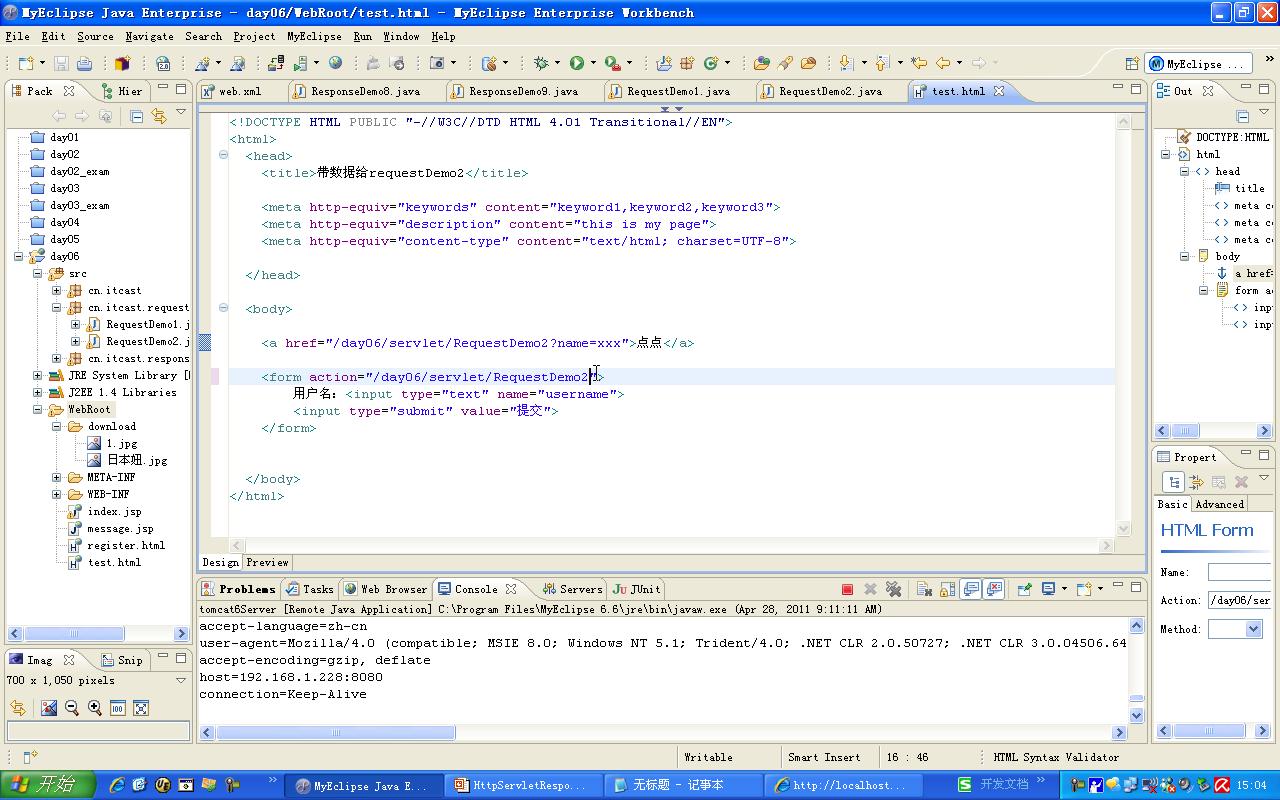 MyEclipse Java Enterprise - day06/WebRoot/test.html - MyEclipse Enterprise Workbench
File Edit Source Navigate Search Project MyEclipse Run Window Help
MyEclipse ...
Pack Hier
web.xml ResponseDemo8.java ResponseDemo9.java RequestDemo1.java RequestDemo2.java test.html
Out
day01
day02
day02_exam
day03
day03_exam
day04
day05
day06
src
cn.itcast
cn.itcast.request
RequestDemo1.j
RequestDemo2.j
cn.itcast.respons
JRE System Library [
J2EE 1.4 Libraries
WebRoot
download
1.jpg
日本妞.jpg
META-INF
WEB-INF
index.jsp
message.jsp
register.html
test.html
<!DOCTYPE HTML PUBLIC "-//W3C//DTD HTML 4.01 Transitional//EN">
<html>
<head>
<title>带数据给requestDemo2</title>
<meta http-equiv="keywords" content="keyword1,keyword2,keyword3">
<meta http-equiv="description" content="this is my page">
<meta http-equiv="content-type" content="text/html; charset=UTF-8">
</head>
<body>
<a href="/day06/servlet/RequestDemo2?name=xxx">点点</a>
<form action="/day06/servlet/RequestDemo2">
用户名：<input type="text" name="username">
<input type="submit" value="提交">
</form>
</body>
</html>
Design Preview
DOCTYPE:HTML
html
head
title
meta co
meta co
meta co
body
a href=
form ac
inp
inp
Propert
Basic Advanced
HTML Form
Name:
Action: /day06/ser
Method:
Imag Snip
700 x 1,050 pixels
Problems Tasks Web Browser Console Servers JUnit
tomcat6Server [Remote Java Application] C:\Program Files\MyEclipse 6.6\jre\bin\javaw.exe (Apr 28, 2011 9:11:11 AM)
accept-language=zh-cn
user-agent=Mozilla/4.0 (compatible; MSIE 8.0; Windows NT 5.1; Trident/4.0; .NET CLR 2.0.50727; .NET CLR 3.0.04506.64
accept-encoding=gzip, deflate
host=192.168.1.228:8080
connection=Keep-Alive
Writable Smart Insert 16 : 46 HTML Syntax Validator
开始 MyEclipse Java E... HttpServletRespo... 无标题 - 记事本 http://localhost... 开发文档 15:04